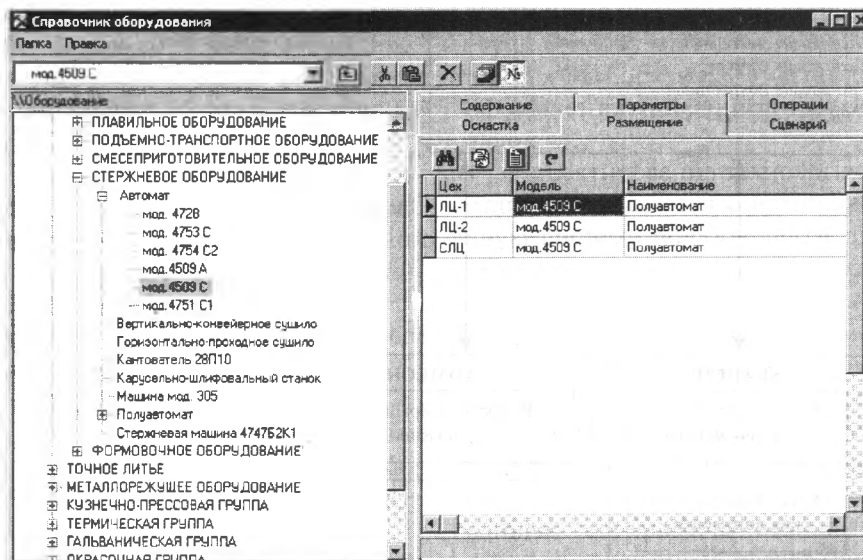 Справочник оборудования
Папка Правка
мод.4509 С
№
\\Оборудование
ПЛАВИЛЬНОЕ ОБОРУДОВАНИЕ
ПОДЪЕМНО-ТРАНСПОРТНОЕ ОБОРУДОВАНИЕ
СМЕСЕПРИГОТОВИТЕЛЬНОЕ ОБОРУДОВАНИЕ
СТЕРЖНЕВОЕ ОБОРУДОВАНИЕ
Автомат
мод. 4728
мод. 4753 С
мод. 4754 С2
мод.4509 А
мод.4509 С
мод.4751 С1
Вертикально-конвейерное сушило
Горизонтально-проходное сушило
Кантователь 28П10
Карусельно-шлифовальный станок
Машина мод. 305
Полуавтомат
Стержневая машина 4747Б2К1
ФОРМОВОЧНОЕ ОБОРУДОВАНИЕ
ТОЧНОЕ ЛИТЬЕ
МЕТАЛЛОРЕЖУЩЕЕ ОБОРУДОВАНИЕ
КУЗНЕЧНО-ПРЕССОВАЯ ГРУППА
ТЕРМИЧЕСКАЯ ГРУППА
ГАЛЬВАНИЧЕСКАЯ ГРУППА
ОКРАСОЧНАЯ ГРУППА
Содержание Параметры Операции
Оснастка Размещение Сценарий
Цех Модель Наименование
ЛЦ-1 мод.4509 С Полуавтомат
ЛЦ-2 мод.4509 С Полуавтомат
СЛЦ мод.4509 С Полуавтомат